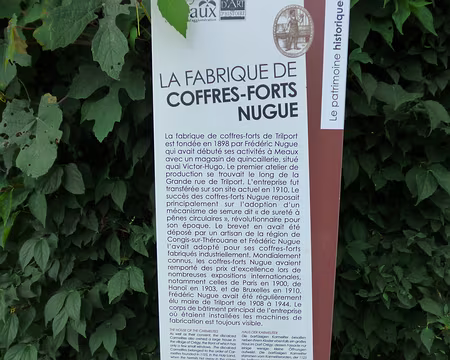 aux
D'ART
Le patrimoine historique
LA FABRIQUE DE
COFFRES-FORTS
NUGUE
La fabrique de coffres-forts de Trilport
est fondée en 1898 par Frédéric Nugue
qui avait débuté ses activités à Meaux
avec un magasin de quincaillerie, situé
quai Victor-Hugo. Le premier atelier de
production se trouvait le long de la
Grande rue de Trilport. L'entreprise fut
transférée sur son site actuel en 1910. Le
succès des coffres-forts Nugue reposait
principalement sur l'adoption d'un
mécanisme de serrure dit « de sureté à
pênes circulaires », révolutionnaire pour
son époque. Le brevet en avait été
déposé par un artisan de la région de
Congis-sur-Thérouane et Frédéric Nugue
l'avait adopté pour ses coffres-forts
fabriqués industriellement. Mondialement
connus, les coffres-forts Nugue avaient
remporté des prix d'excellence lors de
nombreuses expositions internationales,
notamment celles de Paris en 1900, de
Hanoï en 1903, et de Bruxelles en 1910.
Frédéric Nugue avait été régulièrement
élu maire de Trilport de 1908 à 1944. Le
corps de bâtiment principal de l'entreprise
où étaient installées les machines de
fabrication est toujours visible.